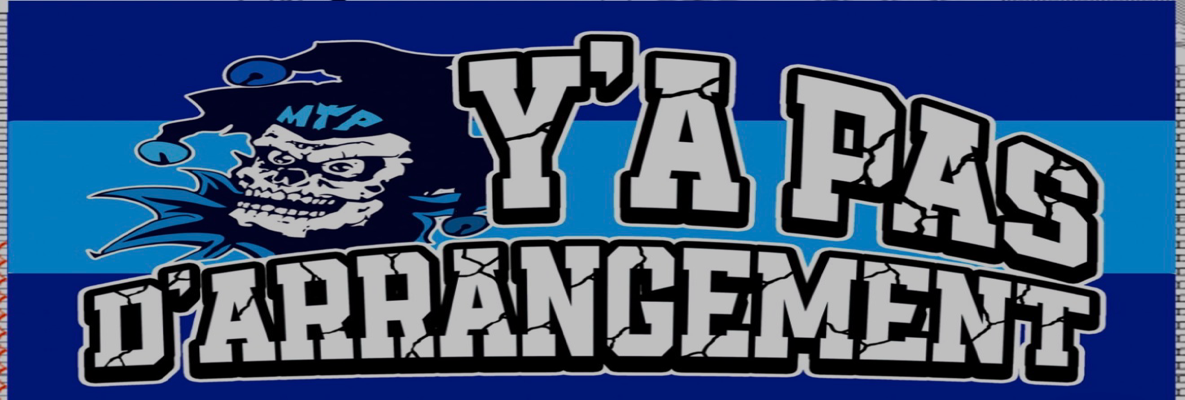 MTP
Y'A PAS
D'ARRANGEMENT